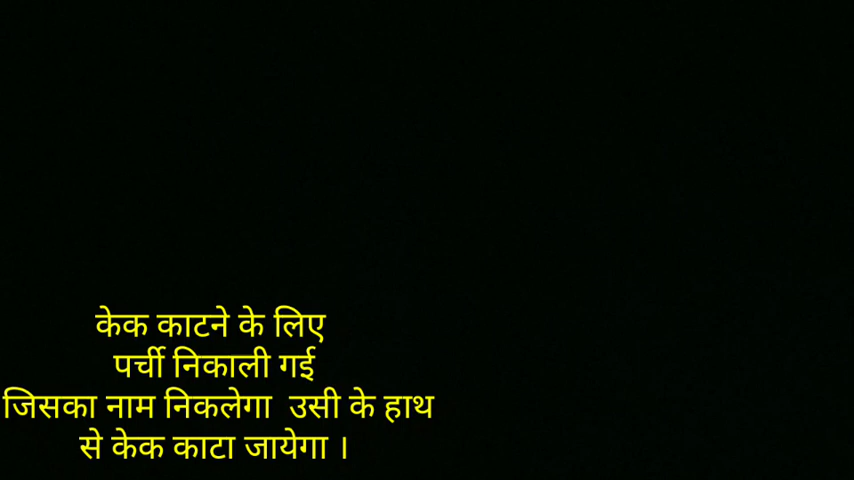 केक काटने के लिए
पर्ची निकाली गई
जिसका नाम निकलेगा उसी के हाथ
से केक काटा जायेगा ।